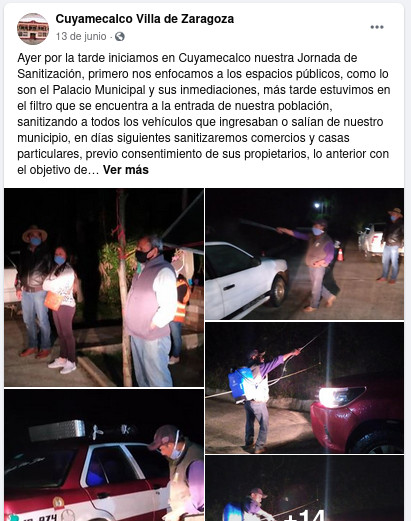 Cuyamecalco Villa de Zaragoza
13 de junio ·
Ayer por la tarde iniciamos en Cuyamecalco nuestra Jornada de
Sanitización, primero nos enfocamos a los espacios públicos, como lo
son el Palacio Municipal y sus inmediaciones, más tarde estuvimos en
el filtro que se encuentra a la entrada de nuestra población,
sanitizando a todos los vehículos que ingresaban o salían de nuestro
municipio, en días siguientes sanitizaremos comercios y casas
particulares, previo consentimiento de sus propietarios, lo anterior con
el objetivo de… Ver más
+14